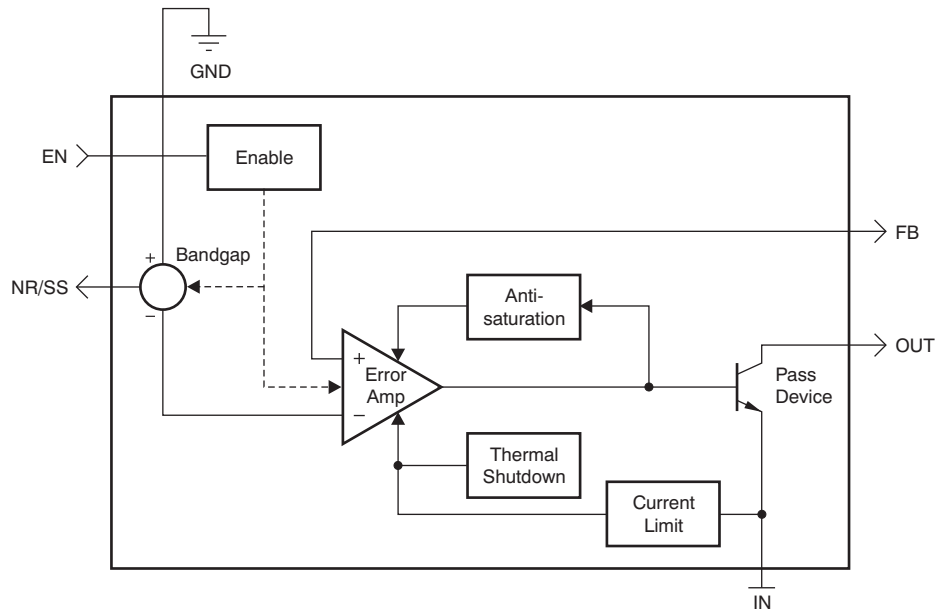 GND
EN
Enable
+
Bandgap
FB
NR/SS
−
Anti-
saturation
OUT
+
Error
Amp
−
Pass
Device
Thermal
Shutdown
Current
Limit
IN